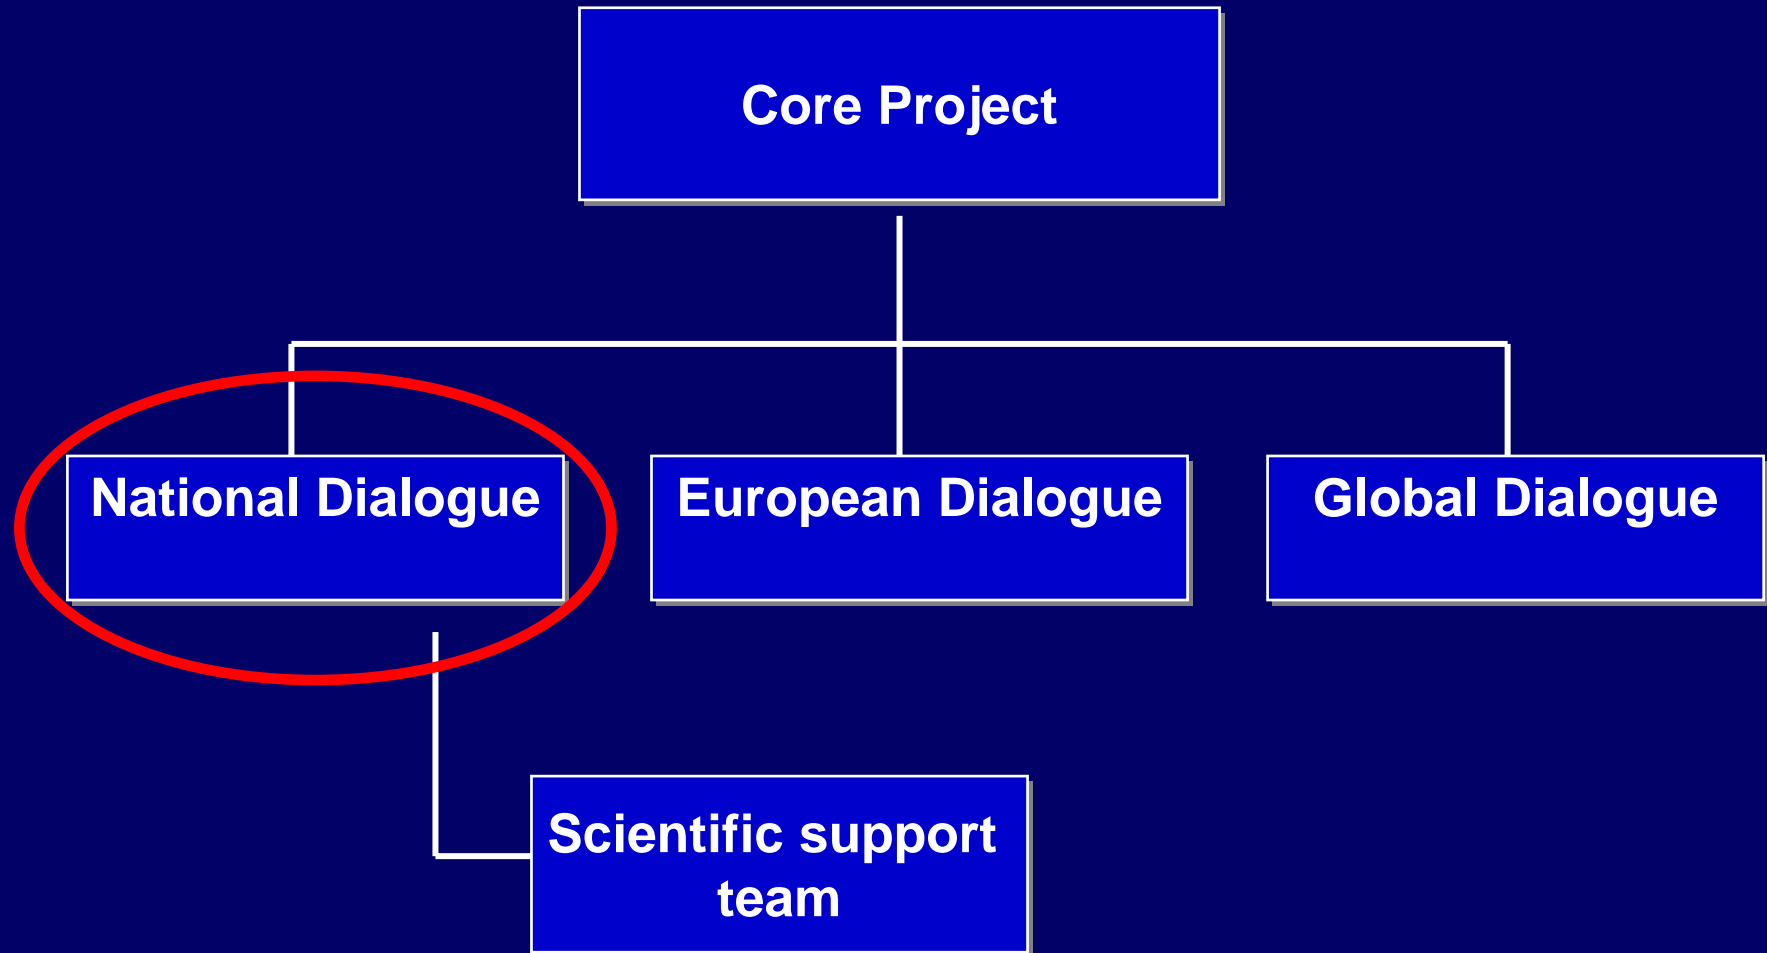 Core Project
National Dialogue
European Dialogue
Global Dialogue
Scientific support
team